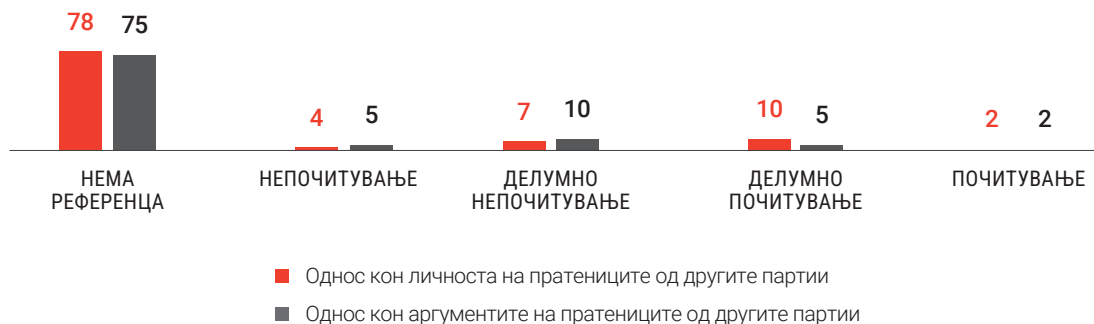 78 75
4 5
7 10
10 5
2 2
НЕМА
РЕФЕРЕНЦА
НЕПОЧИТУВАЊЕ
ДЕЛУМНО
НЕПОЧИТУВАЊЕ
ДЕЛУМНО
ПОЧИТУВАЊЕ
ПОЧИТУВАЊЕ
Однос кон личноста на пратениците од другите партии
Однос кон аргументите на пратениците од другите партии